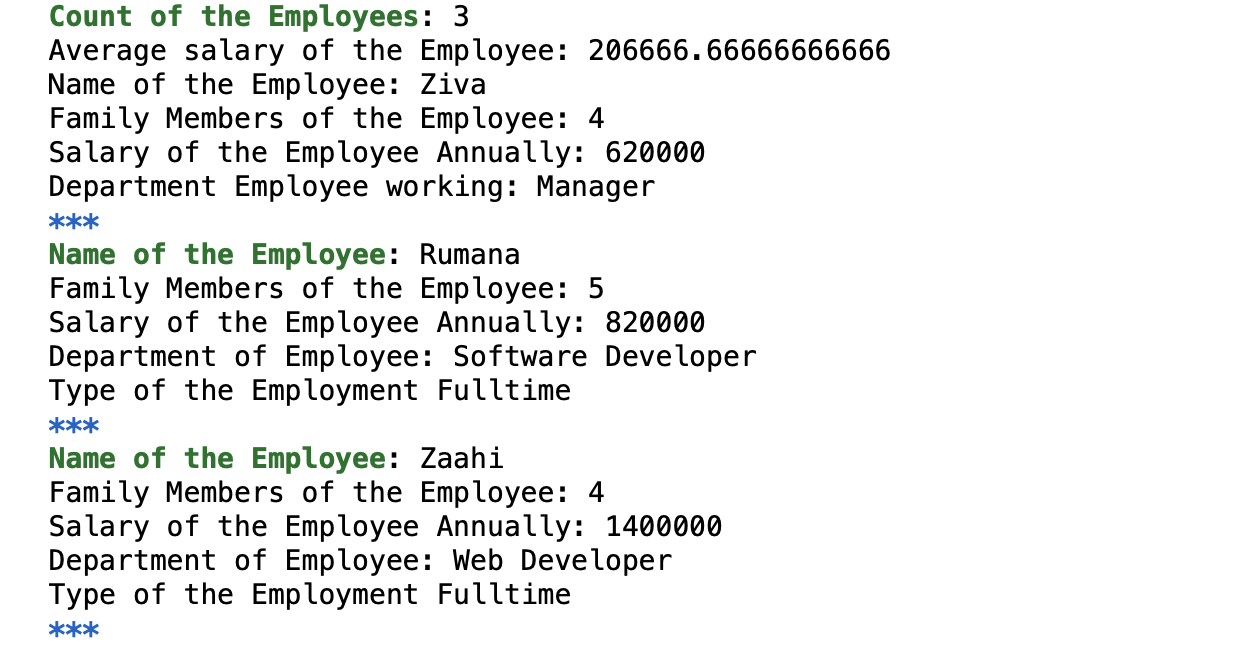 Count of the Employees: 3
Average salary of the Employee: 206666.66666666666
Name of the Employee: Ziva
Family Members of the Employee: 4
Salary of the Employee Annually: 620000
Department Employee working: Manager
***
Name of the Employee: Rumana
Family Members of the Employee: 5
Salary of the Employee Annually: 820000
Department of Employee: Software Developer
Type of the Employment Fulltime
***
Name of the Employee: Zaahi
Family Members of the Employee: 4
Salary of the Employee Annually: 1400000
Department of Employee: Web Developer
Type of the Employment Fulltime
***